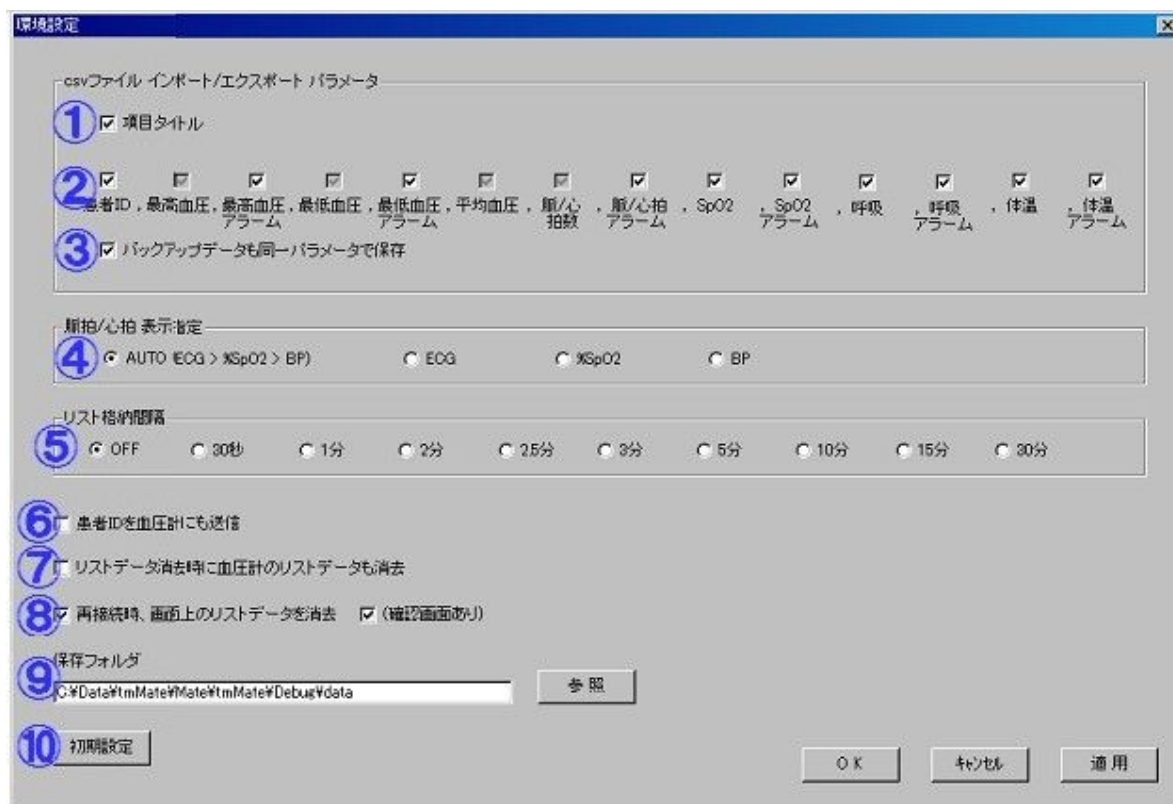 環境設定
csvファイル インポート/エクスポート パラメータ
① 項目タイトル
②
患者ID , 最高血圧, 最高血圧アラーム , 最低血圧, 最低血圧アラーム , 平均血圧, 脈/心拍数 , 脈/心拍アラーム , SpO2 , SpO2アラーム , 呼吸 , 呼吸アラーム , 体温 , 体温アラーム
③ バックアップデータも同一パラメータで保存
脈拍/心拍 表示指定
④ AUTO (ECG > %SpO2 > BP) ECG %SpO2 BP
リスト格納間隔
⑤ OFF 30秒 1分 2分 2.5分 3分 5分 10分 15分 30分
⑥ 患者IDを血圧計にも送信
⑦ リストデータ消去時に血圧計のリストデータも消去
⑧ 再接続時、画面上のリストデータを消去 (確認画面あり)
保存フォルダ
⑨ C:¥Data¥tmMate¥Mate¥tmMate¥Debug¥data 参照
⑩ 初期設定
OK キャンセル 適用